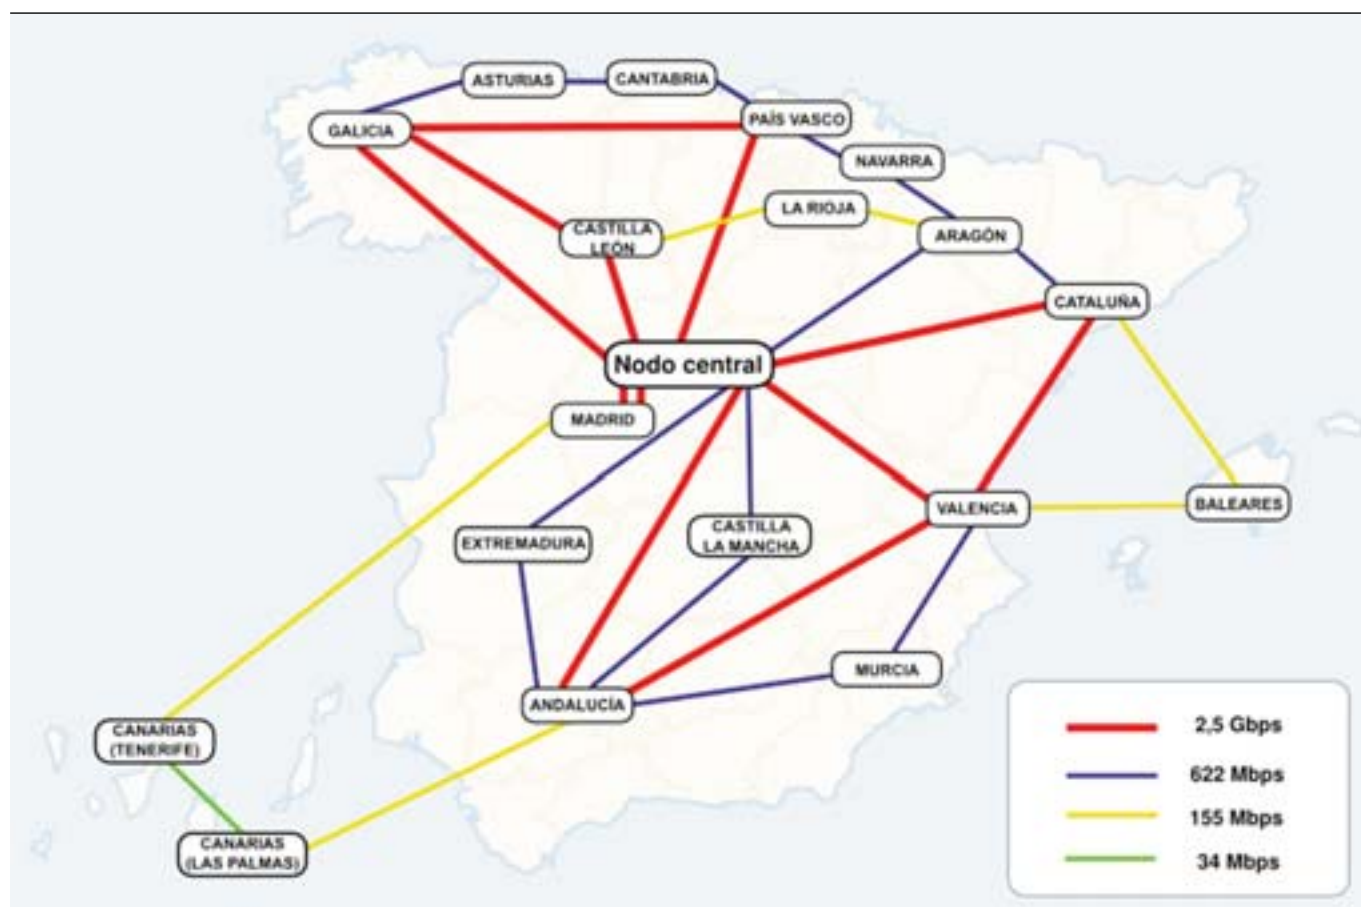 ASTURIAS
CANTABRIA
GALICIA
PAÍS VASCO
NAVARRA
LA RIOJA
CASTILLA
LEÓN
ARAGÓN
CATALUÑA
Nodo central
MADRID
VALENCIA
BALEARES
EXTREMADURA
CASTILLA
LA MANCHA
MURCIA
ANDALUCÍA
CANARIAS
(TENERIFE)
CANARIAS
(LAS PALMAS)
2,5 Gbps
622 Mbps
155 Mbps
34 Mbps